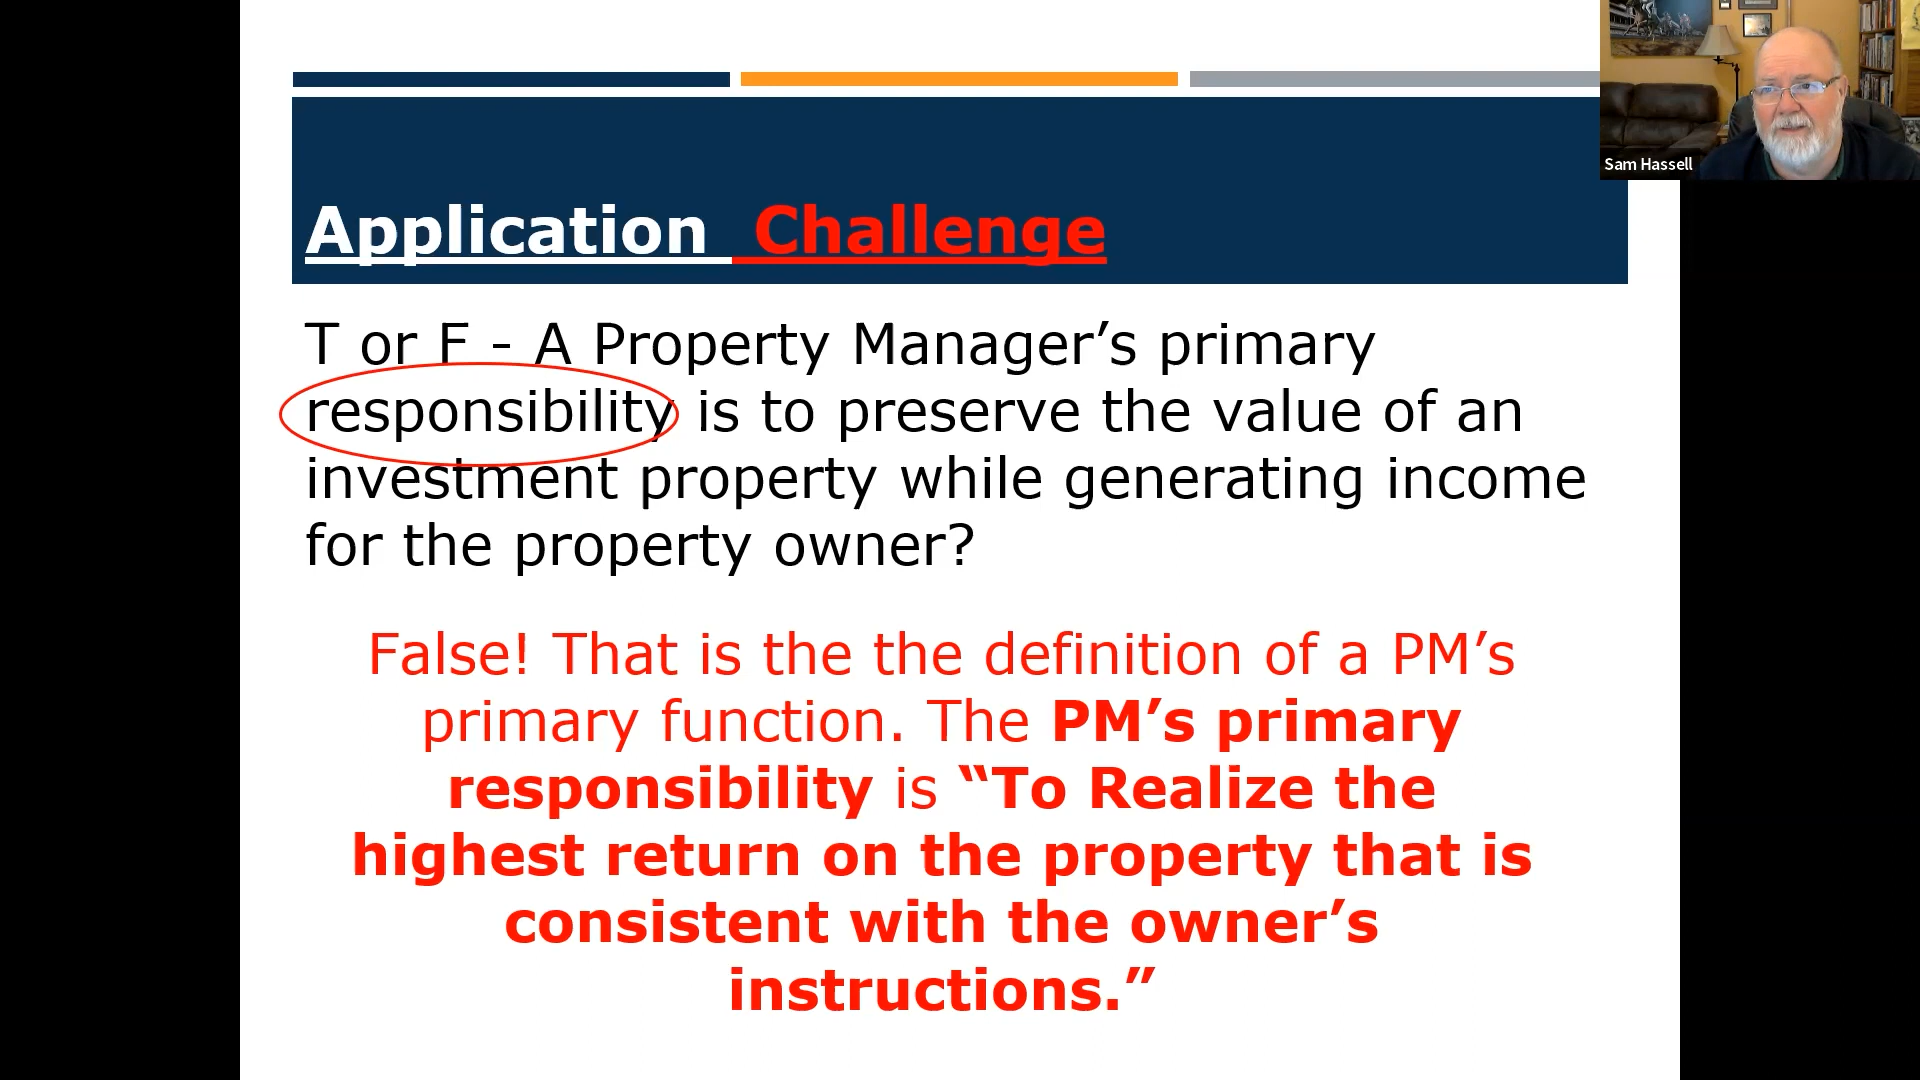 Sam Hassell
Application Challenge
T or F - A Property Manager’s primary
responsibility is to preserve the value of an
investment property while generating income
for the property owner?
False! That is the the definition of a PM’s
primary function. The PM’s primary
responsibility is “To Realize the
highest return on the property that is
consistent with the owner’s
instructions.”